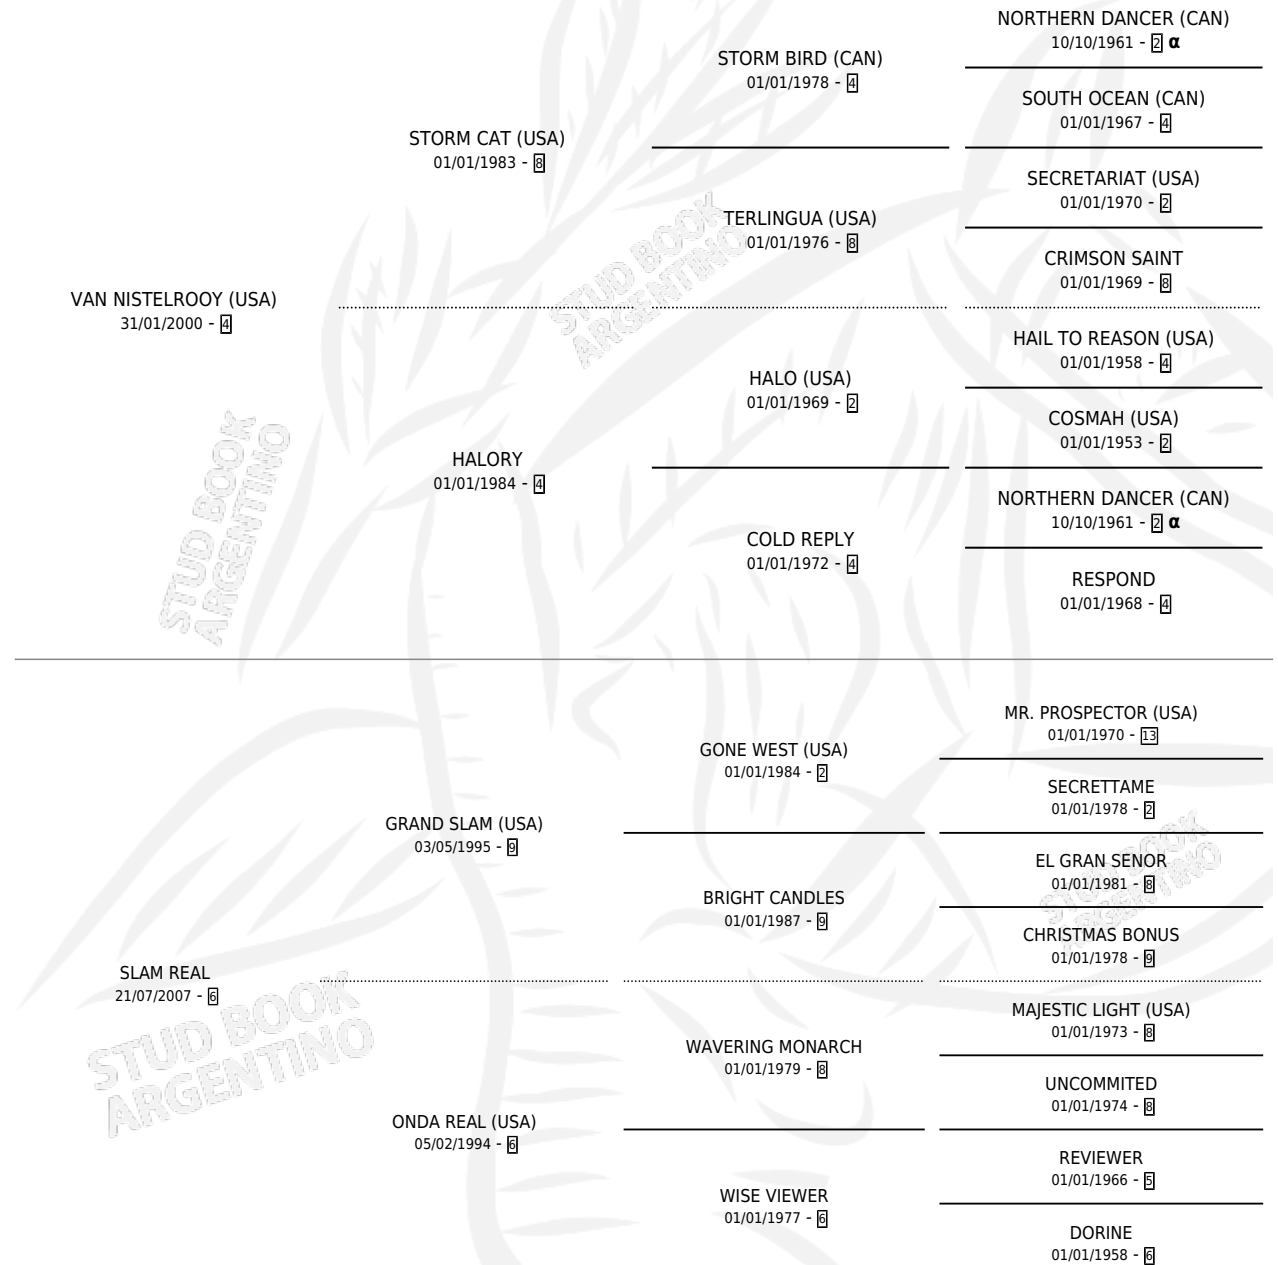 NORTHERN DANCER (CAN)
10/10/1961 - 2 α
STORM BIRD (CAN)
01/01/1978 - 4
SOUTH OCEAN (CAN)
01/01/1967 - 4
STORM CAT (USA)
01/01/1983 - 8
SECRETARIAT (USA)
01/01/1970 - 2
TERLINGUA (USA)
01/01/1976 - 8
CRIMSON SAINT
01/01/1969 - 8
VAN NISTELROOY (USA)
31/01/2000 - 4
HAIL TO REASON (USA)
01/01/1958 - 4
HALO (USA)
01/01/1969 - 2
COSMAH (USA)
01/01/1953 - 2
HALORY
01/01/1984 - 4
NORTHERN DANCER (CAN)
10/10/1961 - 2 α
COLD REPLY
01/01/1972 - 4
RESPOND
01/01/1968 - 4
MR. PROSPECTOR (USA)
01/01/1970 - 13
GONE WEST (USA)
01/01/1984 - 2
SECRETTAME
01/01/1978 - 2
GRAND SLAM (USA)
03/05/1995 - 9
EL GRAN SENOR
01/01/1981 - 8
BRIGHT CANDLES
01/01/1987 - 9
CHRISTMAS BONUS
01/01/1978 - 9
SLAM REAL
21/07/2007 - 6
MAJESTIC LIGHT (USA)
01/01/1973 - 8
WAVERING MONARCH
01/01/1979 - 8
UNCOMMITED
01/01/1974 - 8
ONDA REAL (USA)
05/02/1994 - 6
REVIEWER
01/01/1966 - 5
WISE VIEWER
01/01/1977 - 6
DORINE
01/01/1958 - 6
STUD BOOK
ARGENTINO
STUD BOOK
ARGENTINO
STUD BOOK
ARGENTINO
STUD BOOK
ARGENTINO